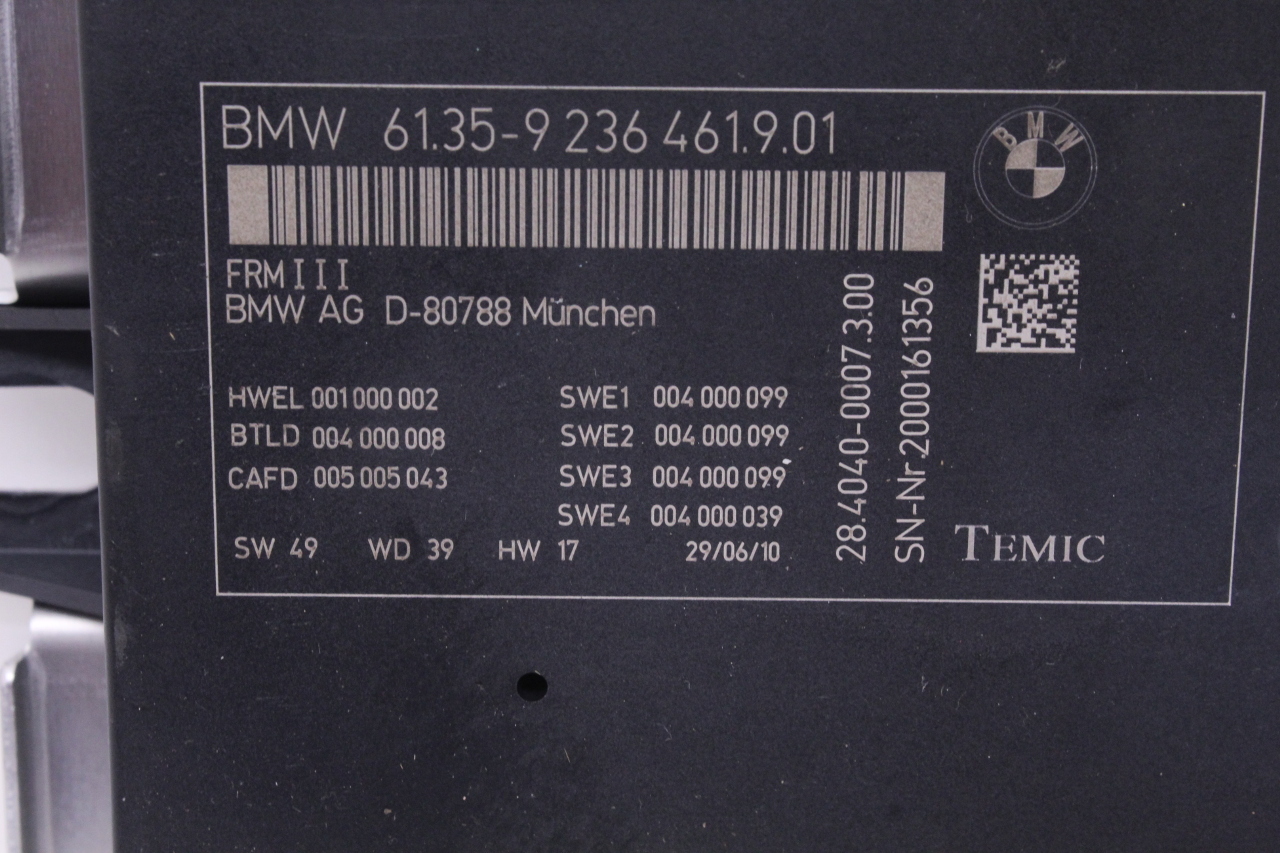 BMW 61.35-9 236 461.9.01
BMW
FRM III
BMW AG D-80788 München
HWEL 001 000 002
BTLD 004 000 008
CAFD 005 005 043
SWE1 004 000 099
SWE2 004 000 099
SWE3 004 000 099
SWE4 004 000 039
SW 49 WD 39 HW 17 29/06/10
28.4040-0007.3.00
SN-Nr.2000161356
TEMIC